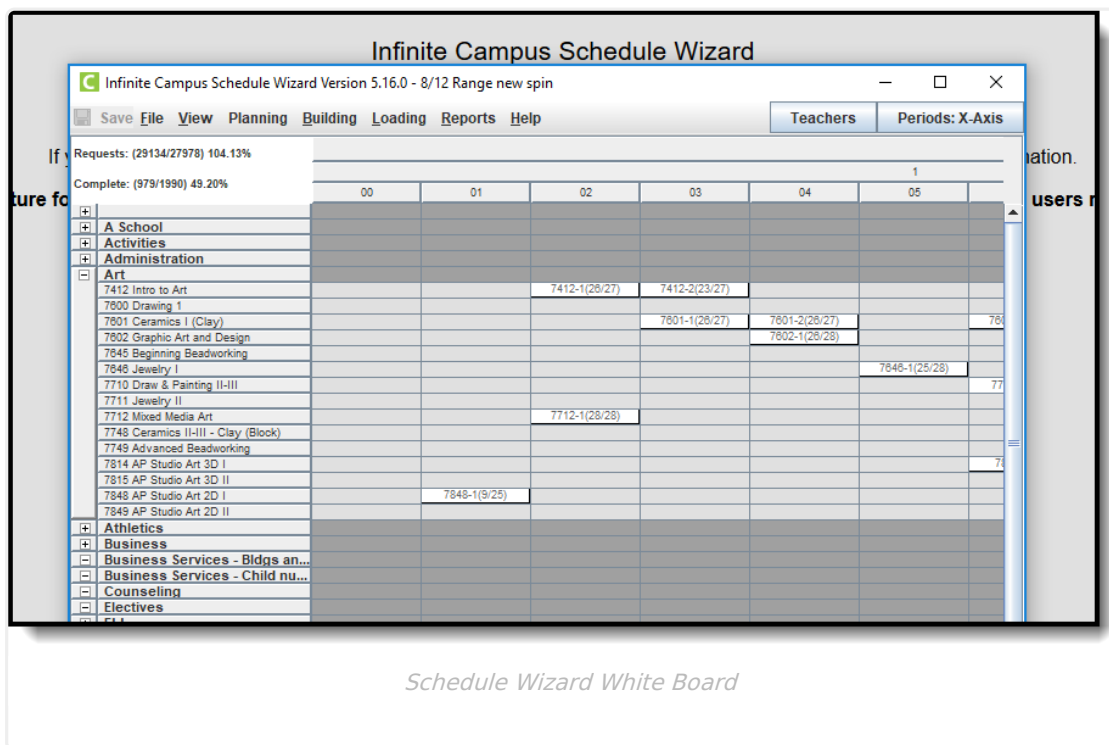 Infinite Campus Schedule Wizard
Infinite Campus Schedule Wizard Version 5.16.0 - 8/12 Range new spin
Save File View Planning Building Loading Reports Help Teachers Periods: X-Axis
If
Requests: (29134/27978) 104.13%
Complete: (979/1990) 49.20%
1
00 01 02 03 04 05
users
A School
Activities
Administration
Art
7412 Intro to Art 7412-1(26/27) 7412-2(23/27)
7600 Drawing 1
7601 Ceramics I (Clay) 7601-1(26/27) 7601-2(26/27)
7602 Graphic Art and Design 7602-1(26/28)
7645 Beginning Beadworking
7646 Jewelry I 7646-1(25/28)
7710 Draw & Painting II-III 77
7711 Jewelry II
7712 Mixed Media Art 7712-1(28/28)
7748 Ceramics II-III - Clay (Block)
7749 Advanced Beadworking
7814 AP Studio Art 3D I
7815 AP Studio Art 3D II
7848 AP Studio Art 2D I 7848-1(9/25)
7849 AP Studio Art 2D II
Athletics
Business
Business Services - Bldgs an...
Business Services - Child nu...
Counseling
Electives
Schedule Wizard White Board